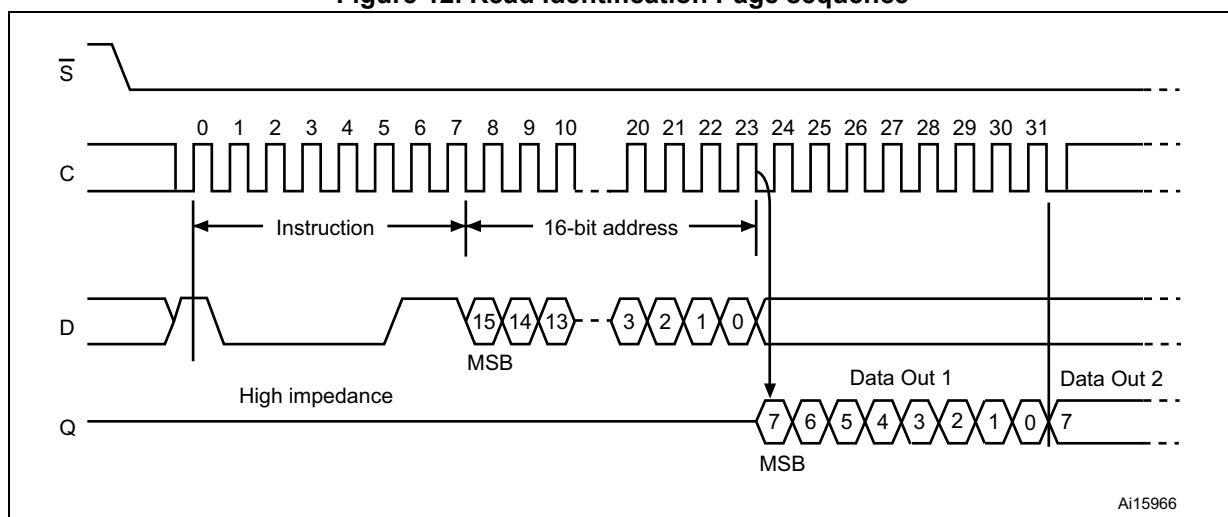 Figure 12. Read Identification Page sequence
S
0 1 2 3 4 5 6 7 8 9 10 20 21 22 23 24 25 26 27 28 29 30 31
C
Instruction 16-bit address
D 15 14 13 3 2 1 0
MSB
Data Out 1 Data Out 2
High impedance
Q 7 6 5 4 3 2 1 0 7
MSB
Ai15966